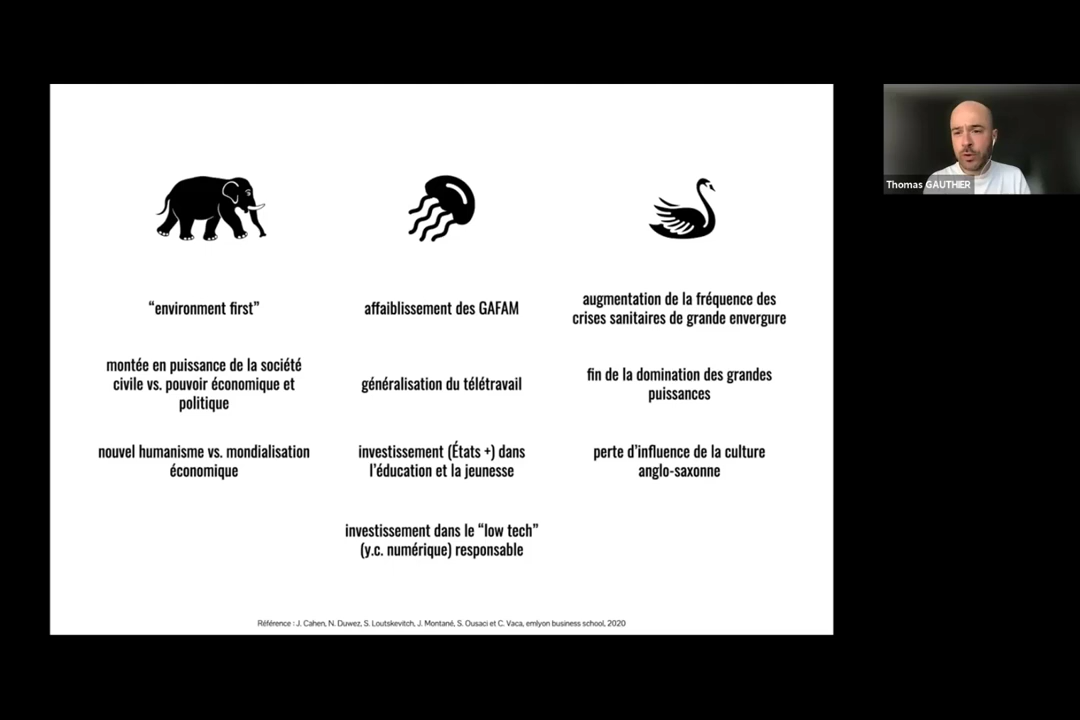 “environment first”
montée en puissance de la société
civile vs. pouvoir économique et
politique
nouvel humanisme vs. mondialisation
économique
affaiblissement des GAFAM
généralisation du télétravail
investissement (États +) dans
l’éducation et la jeunesse
investissement dans le “low tech”
(y.c. numérique) responsable
augmentation de la fréquence des
crises sanitaires de grande envergure
fin de la domination des grandes
puissances
perte d’influence de la culture
anglo-saxonne
Référence : J. Cahen, N. Duwez, S. Loutskevitch, J. Montané, S. Ousaci et C. Vaca, emlyon business school, 2020
Thomas GAUTHIER